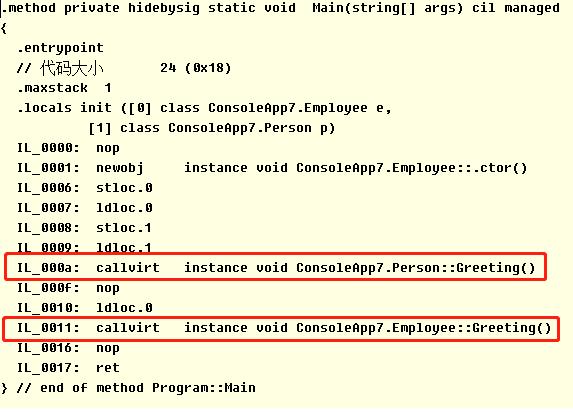 .method private hidebysig static void  Main(string[] args) cil managed
{
  .entrypoint
  // 代码大小       24 (0x18)
  .maxstack  1
  .locals init ([0] class ConsoleApp7.Employee e,
           [1] class ConsoleApp7.Person p)
  IL_0000:  nop
  IL_0001:  newobj     instance void ConsoleApp7.Employee::.ctor()
  IL_0006:  stloc.0
  IL_0007:  ldloc.0
  IL_0008:  stloc.1
  IL_0009:  ldloc.1
  IL_000a:  callvirt   instance void ConsoleApp7.Person::Greeting()
  IL_000f:  nop
  IL_0010:  ldloc.0
  IL_0011:  callvirt   instance void ConsoleApp7.Employee::Greeting()
  IL_0016:  nop
  IL_0017:  ret
} // end of method Program::Main